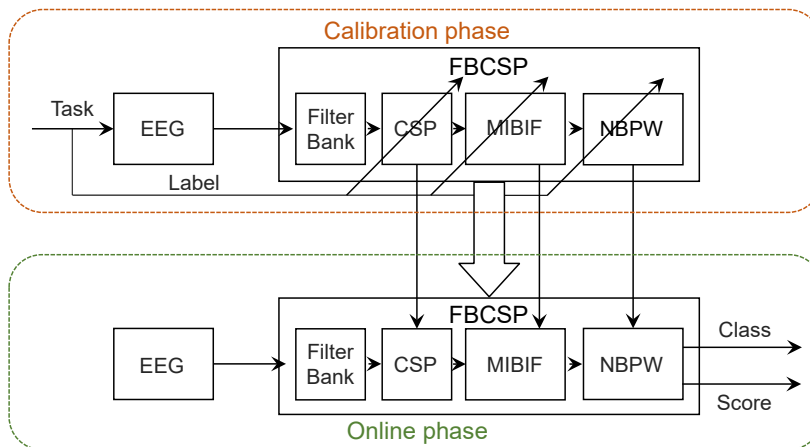 Calibration phase
FBCSP
Task
EEG
Filter
Bank
CSP
MIBIF
NBPW
Label
FBCSP
EEG
Filter
Bank
CSP
MIBIF
NBPW
Class
Score
Online phase